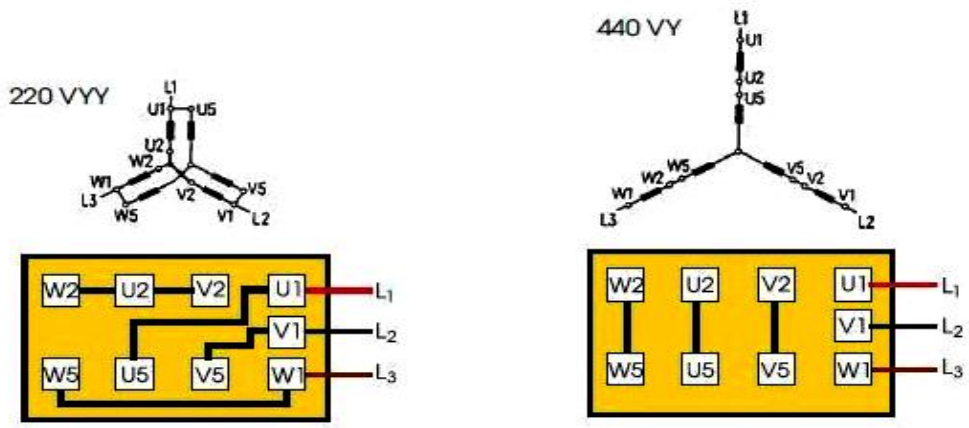 220 VYY
L1
U1 U5
U2
W2
W1
L3
W5
V2
V5
V1
L2
W2 U2 V2 U1 L1
V1 L2
W5 U5 V5 W1 L3
440 VY
L1
U1
U2
U5
W5
W2
W1
L3
V5
V2
V1
L2
W2 U2 V2 U1 L1
V1 L2
W5 U5 V5 W1 L3